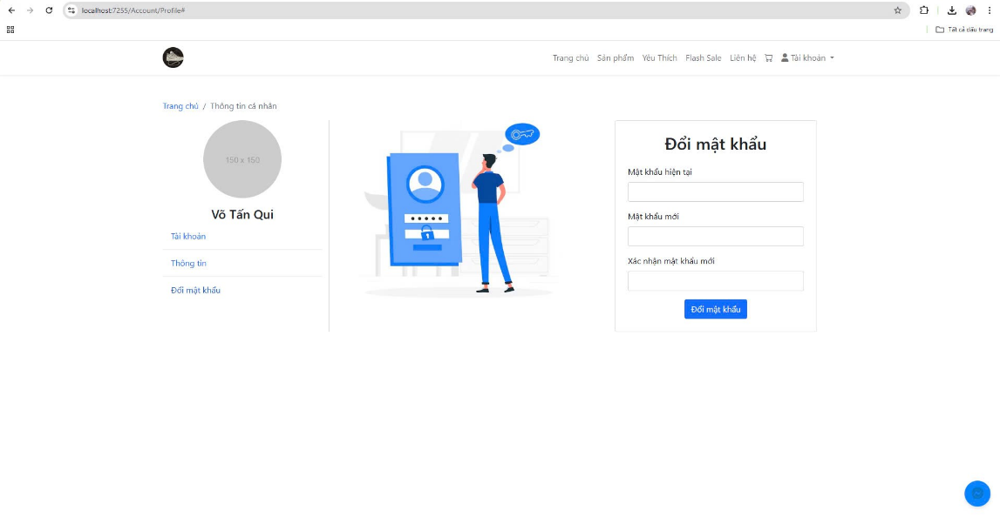 localhost:7255/Account/Profile#
Tất cả dấu trang
Trang chủ Sản phẩm Yêu Thích Flash Sale Liên hệ Tài khoản
Trang chủ / Thông tin cá nhân
150 x 150
Võ Tấn Qui
Tài khoản
Thông tin
Đổi mật khẩu
Đổi mật khẩu
Mật khẩu hiện tại
Mật khẩu mới
Xác nhận mật khẩu mới
Đổi mật khẩu